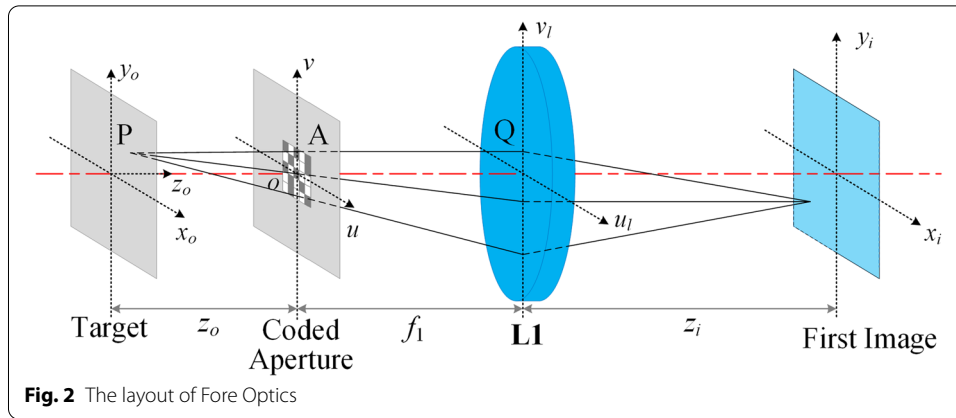 y_o
v
v_l
y_i
P
A
Q
z_o
o
x_o
u
u_l
x_i
Target
z_o
Coded
Aperture
f_1
L1
z_i
First Image
Fig. 2 The layout of Fore Optics